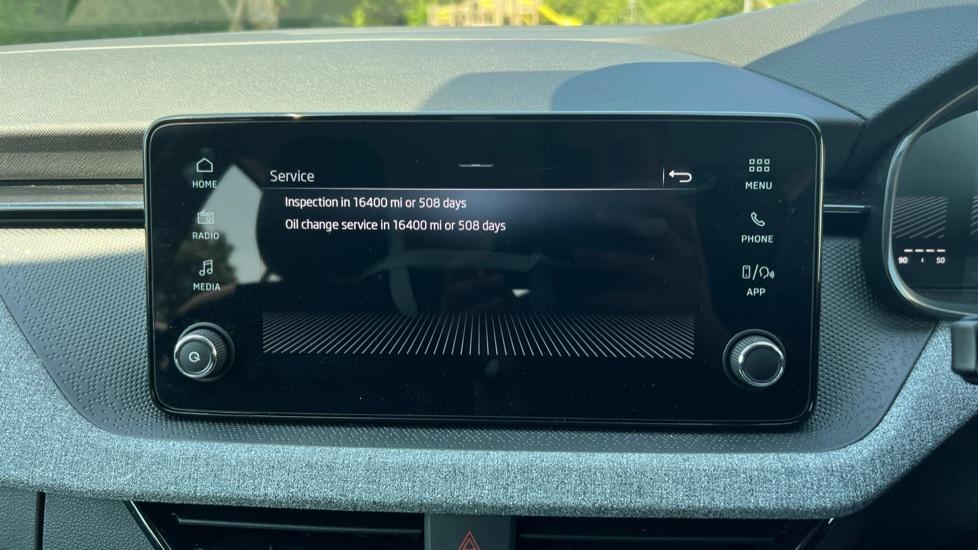 Service
Inspection in 16400 mi or 508 days
Oil change service in 16400 mi or 508 days
HOME
RADIO
MEDIA
MENU
PHONE
APP
90 50